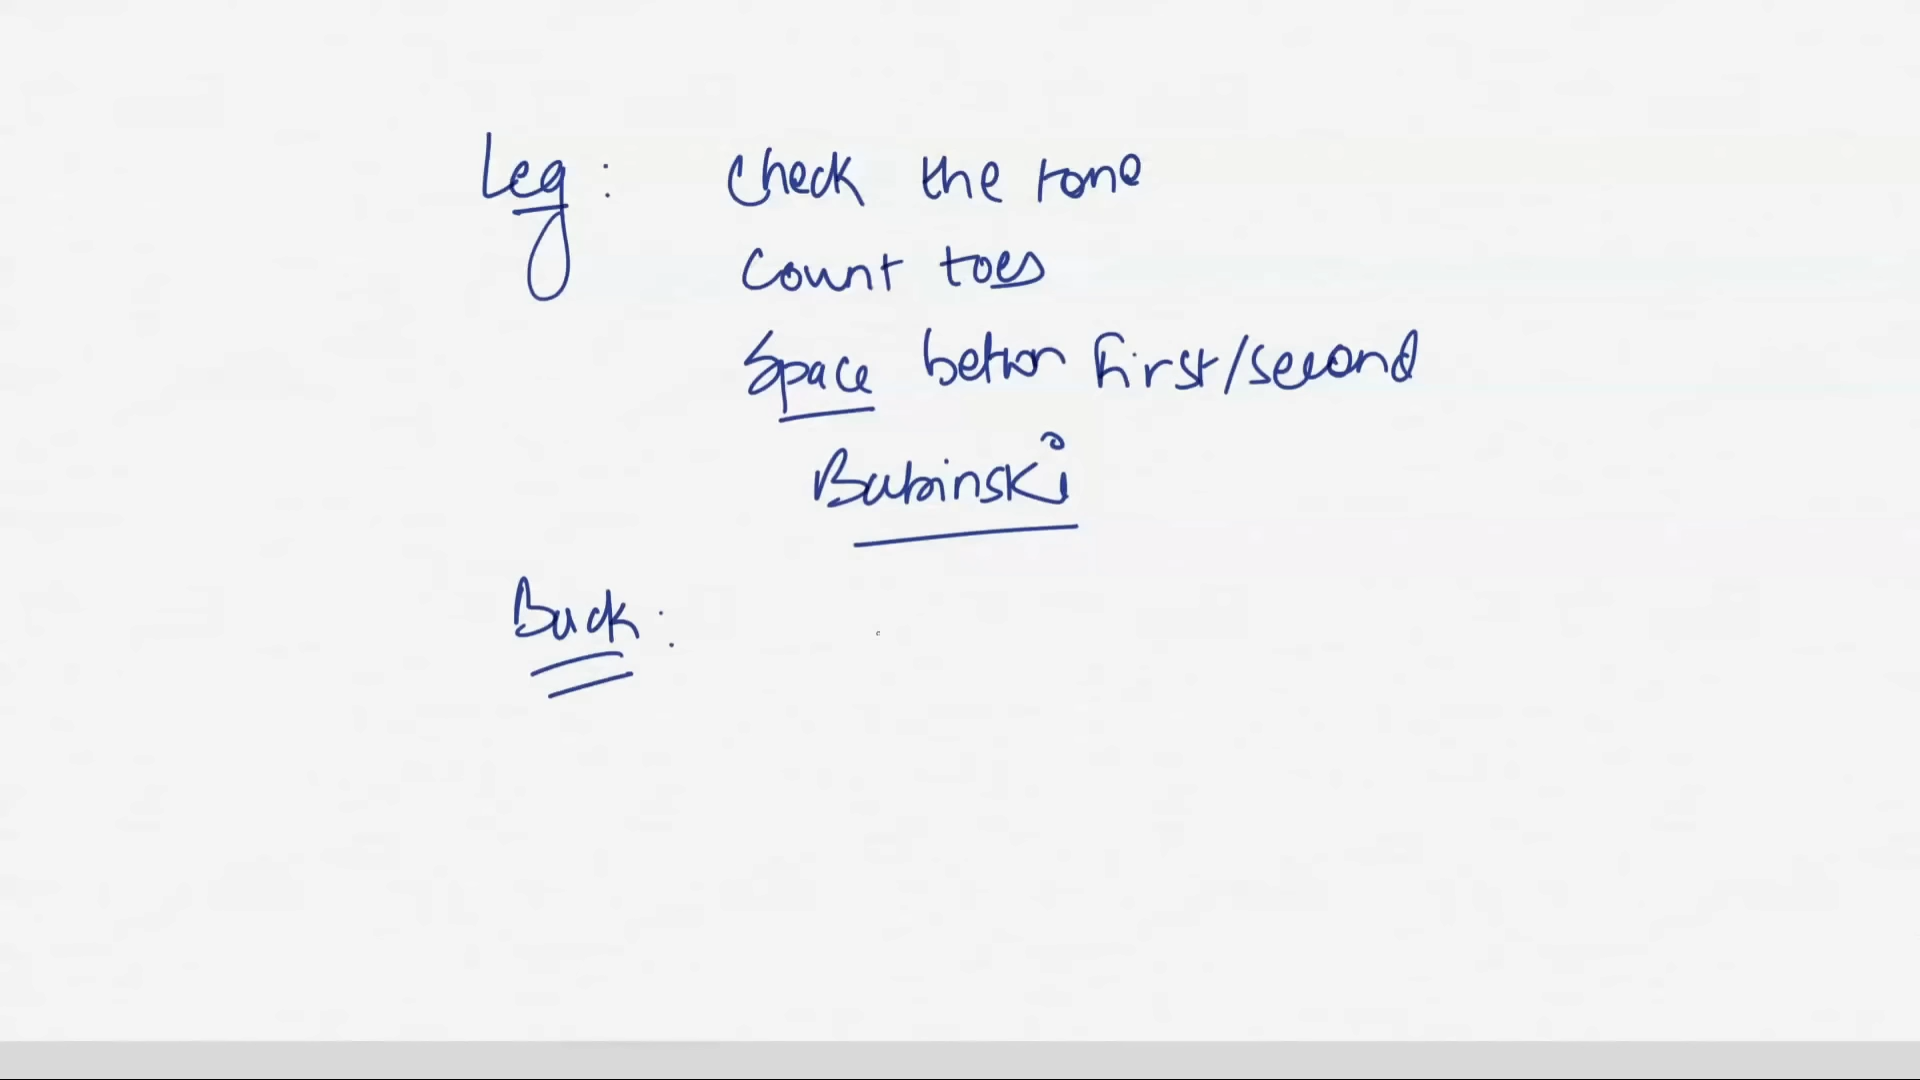 Leg: Check the tone
Count toes
Space betwn first/second
Babinski
Back: